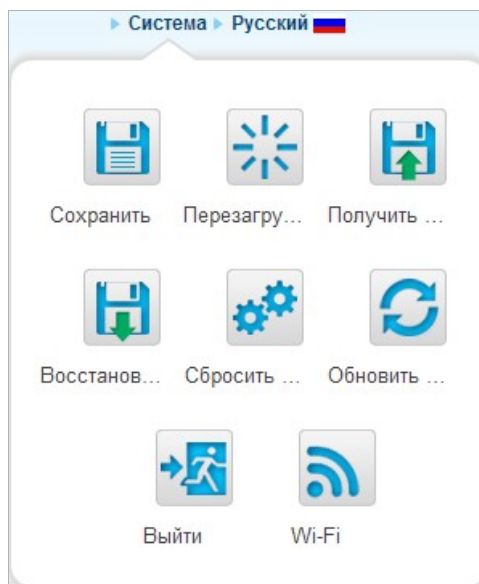 Система Русский
Сохранить Перезагру... Получить ...
Восстанов... Сбросить ... Обновить ...
Выйти Wi-Fi